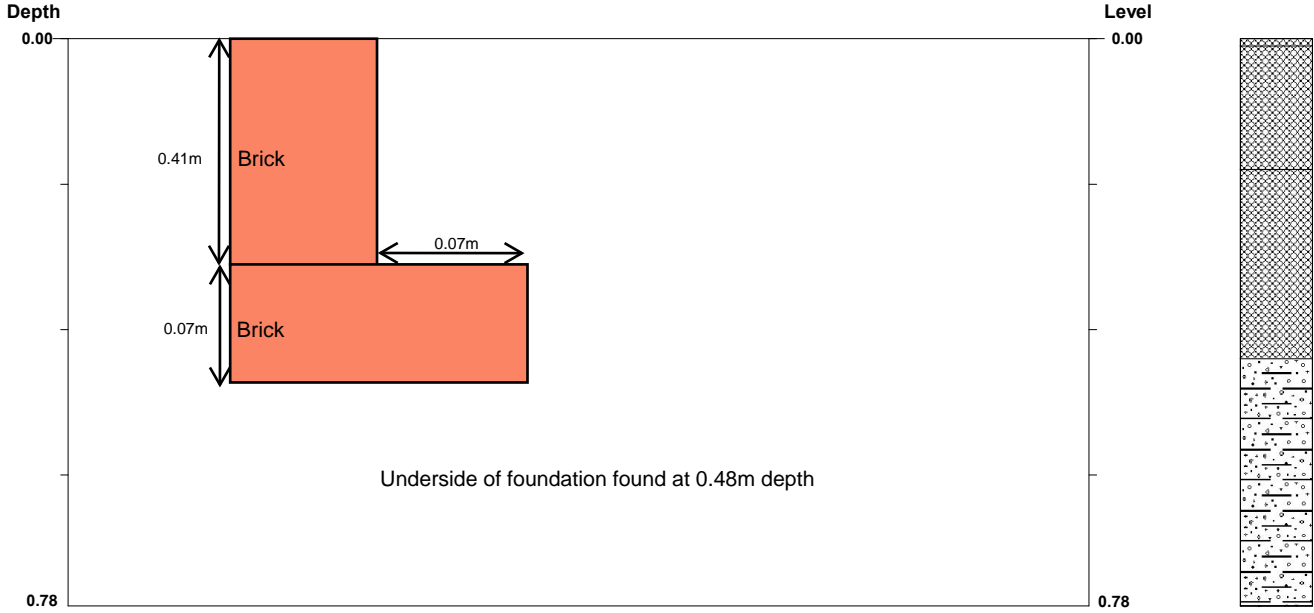 Depth
Level
0.00
0.00
0.41m
Brick
0.07m
0.07m
Brick
Underside of foundation found at 0.48m depth
0.78
0.78